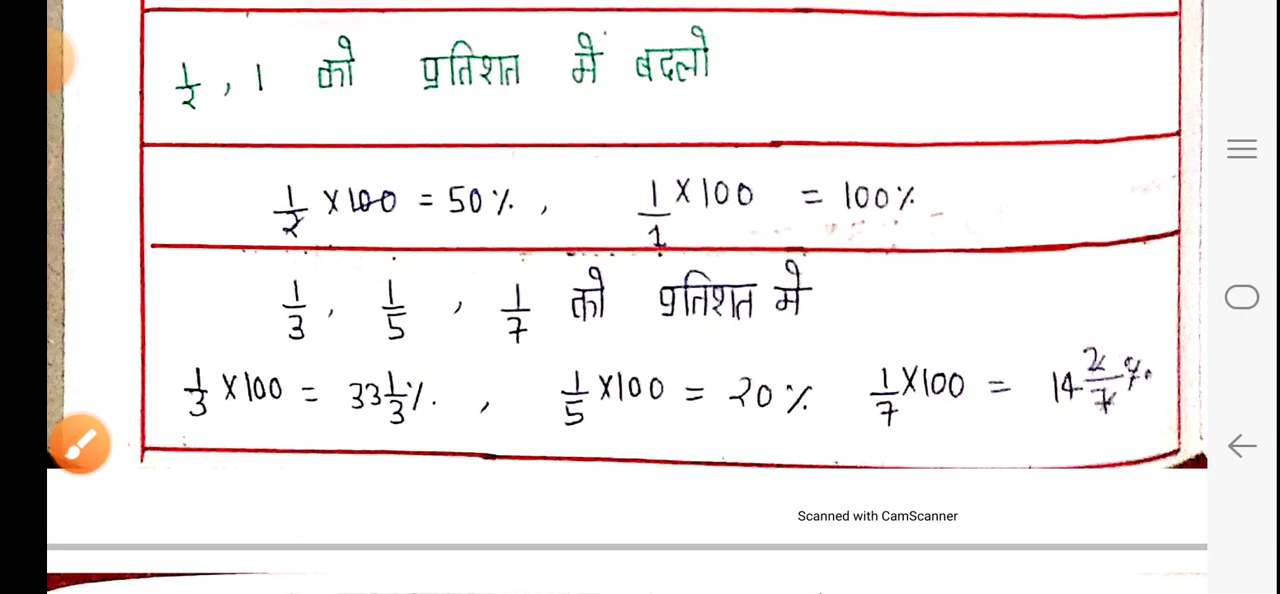 1/2 , 1 को प्रतिशत में बदलो
1/2 × 100 = 50 % , 1/1 × 100 = 100 %
1/3 , 1/5 , 1/7 को प्रतिशत में
1/3 × 100 = 33 1/3 % , 1/5 × 100 = 20 % 1/7 × 100 = 14 2/7 %
Scanned with CamScanner